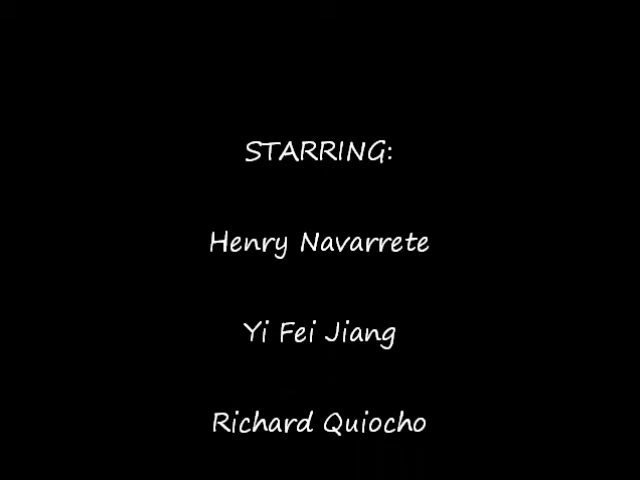 STARRING:
Henry Navarrete
Yi Fei Jiang
Richard Quiocho